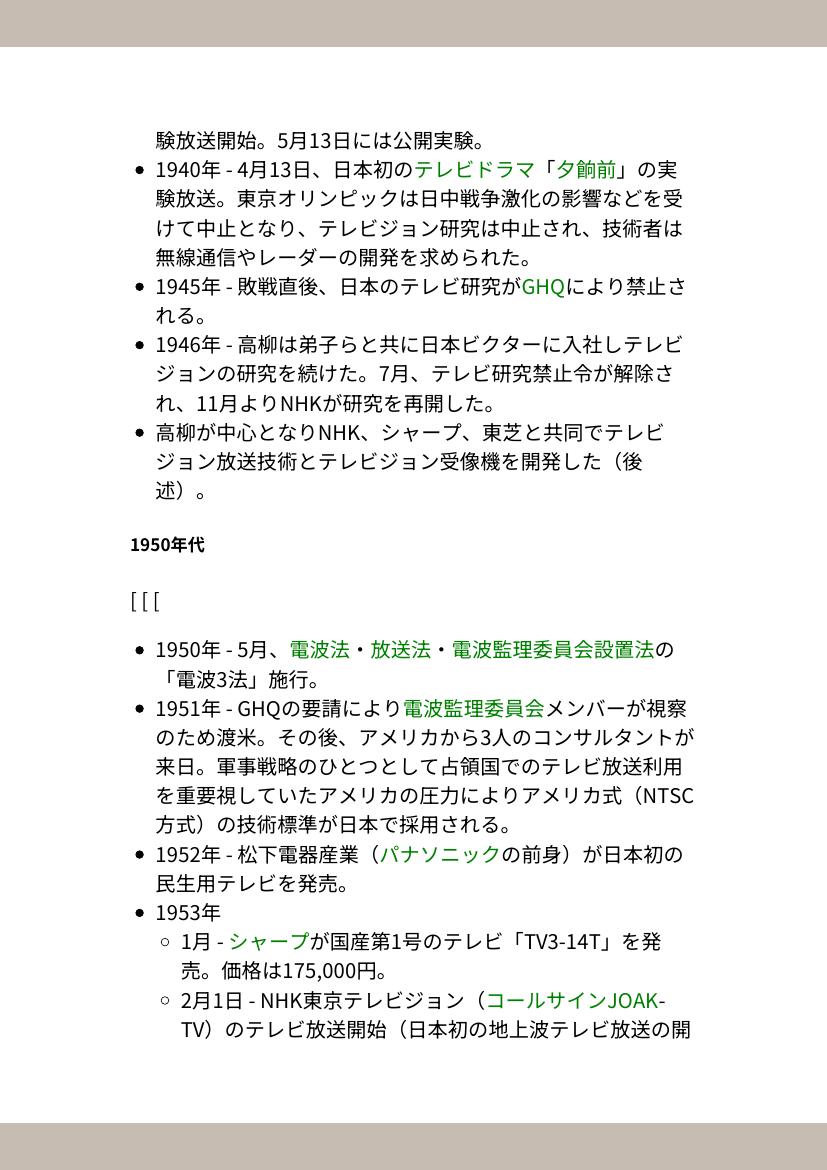 験放送開始。5月13日には公開実験。
• 1940年 - 4月13日、日本初のテレビドラマ「夕餉前」の実
験放送。東京オリンピックは日中戦争激化の影響などを受
けて中止となり、テレビジョン研究は中止され、技術者は
無線通信やレーダーの開発を求められた。
• 1945年 - 敗戦直後、日本のテレビ研究がGHQにより禁止さ
れる。
• 1946年 - 高柳は弟子らと共に日本ビクターに入社しテレビ
ジョンの研究を続けた。7月、テレビ研究禁止令が解除さ
れ、11月よりNHKが研究を再開した。
• 高柳が中心となりNHK、シャープ、東芝と共同でテレビ
ジョン放送技術とテレビジョン受像機を開発した（後
述）。
1950年代
[ [ [
• 1950年 - 5月、電波法・放送法・電波監理委員会設置法の
「電波3法」施行。
• 1951年 - GHQの要請により電波監理委員会メンバーが視察
のため渡米。その後、アメリカから3人のコンサルタントが
来日。軍事戦略のひとつとして占領国でのテレビ放送利用
を重要視していたアメリカの圧力によりアメリカ式（NTSC
方式）の技術標準が日本で採用される。
• 1952年 - 松下電器産業（パナソニックの前身）が日本初の
民生用テレビを発売。
• 1953年
◦ 1月 - シャープが国産第1号のテレビ「TV3-14T」を発
売。価格は175,000円。
◦ 2月1日 - NHK東京テレビジョン（コールサインJOAK-
TV）のテレビ放送開始（日本初の地上波テレビ放送の開